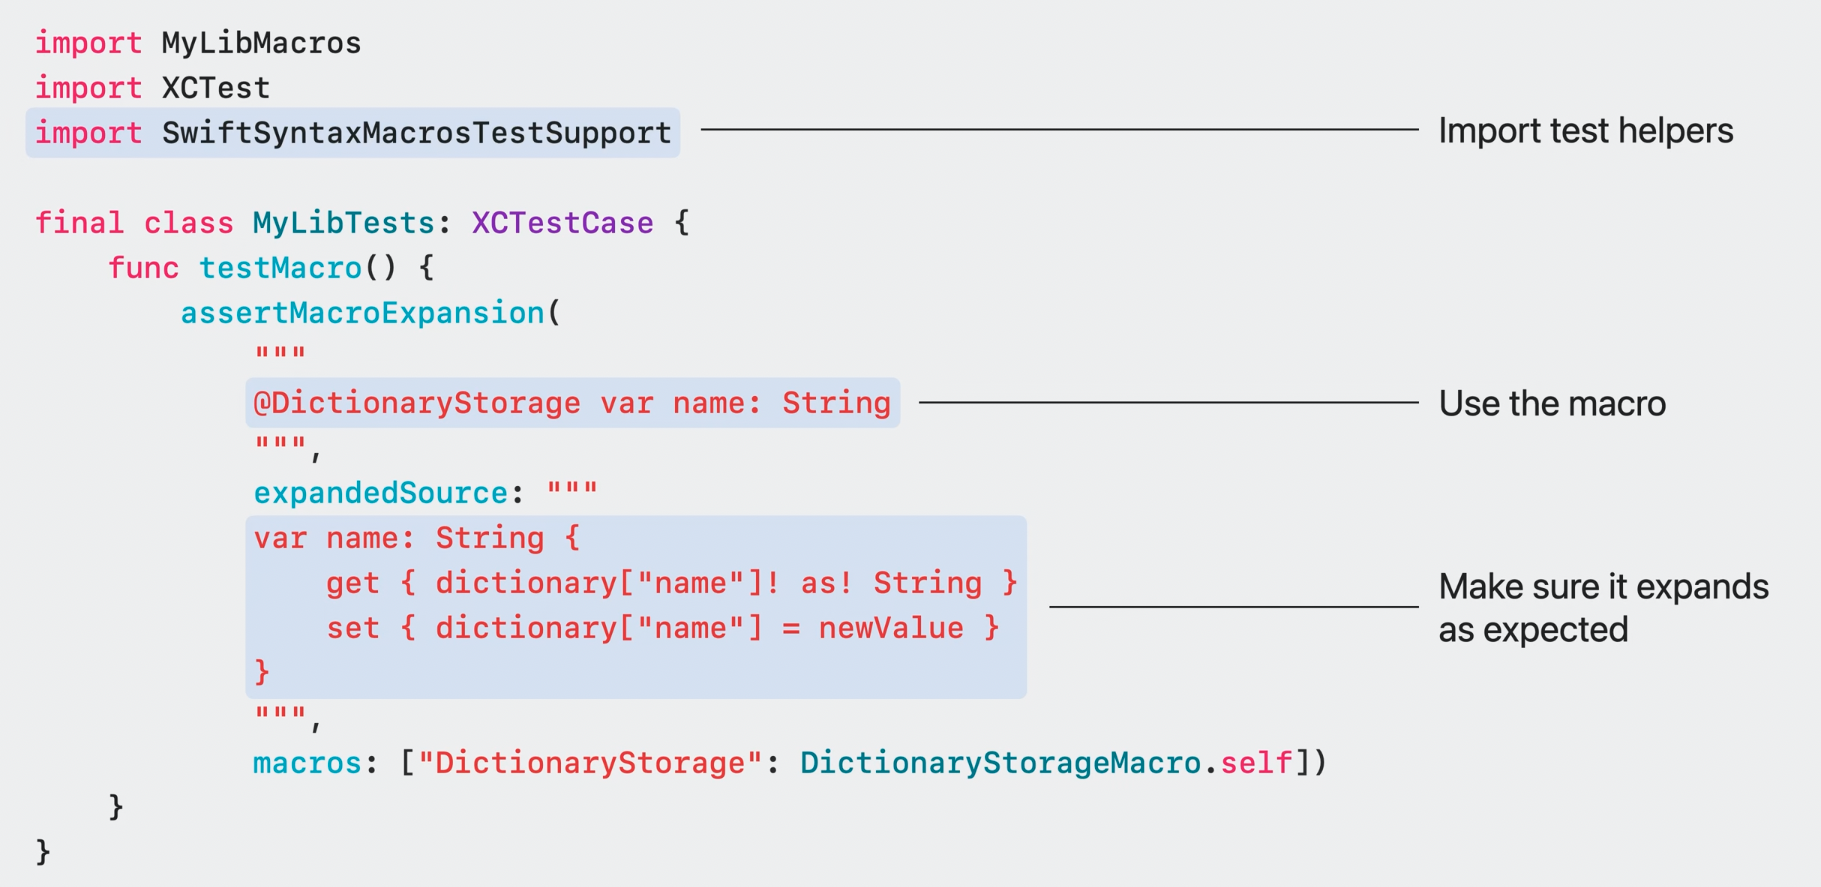 import MyLibMacros
import XCTest
import SwiftSyntaxMacrosTestSupport
Import test helpers
final class MyLibTests: XCTestCase {
func testMacro() {
assertMacroExpansion(
"""
@DictionaryStorage var name: String
Use the macro
""",
expandedSource: """
var name: String {
get { dictionary["name"]! as! String }
set { dictionary["name"] = newValue }
}
Make sure it expands
as expected
""",
macros: ["DictionaryStorage": DictionaryStorageMacro.self])
}
}